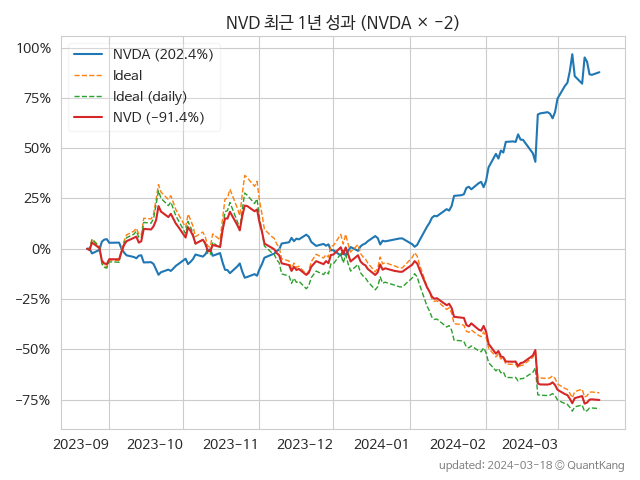 NVD 최근 1년 성과 (NVDA × −2)
NVDA (202.4%)
Ideal
Ideal (daily)
NVD (−91.4%)
100%
75%
50%
25%
0%
−25%
−50%
−75%
2023−09 2023−10 2023−11 2023−12 2024−01 2024−02 2024−03
updated: 2024−03−18 © QuantKang